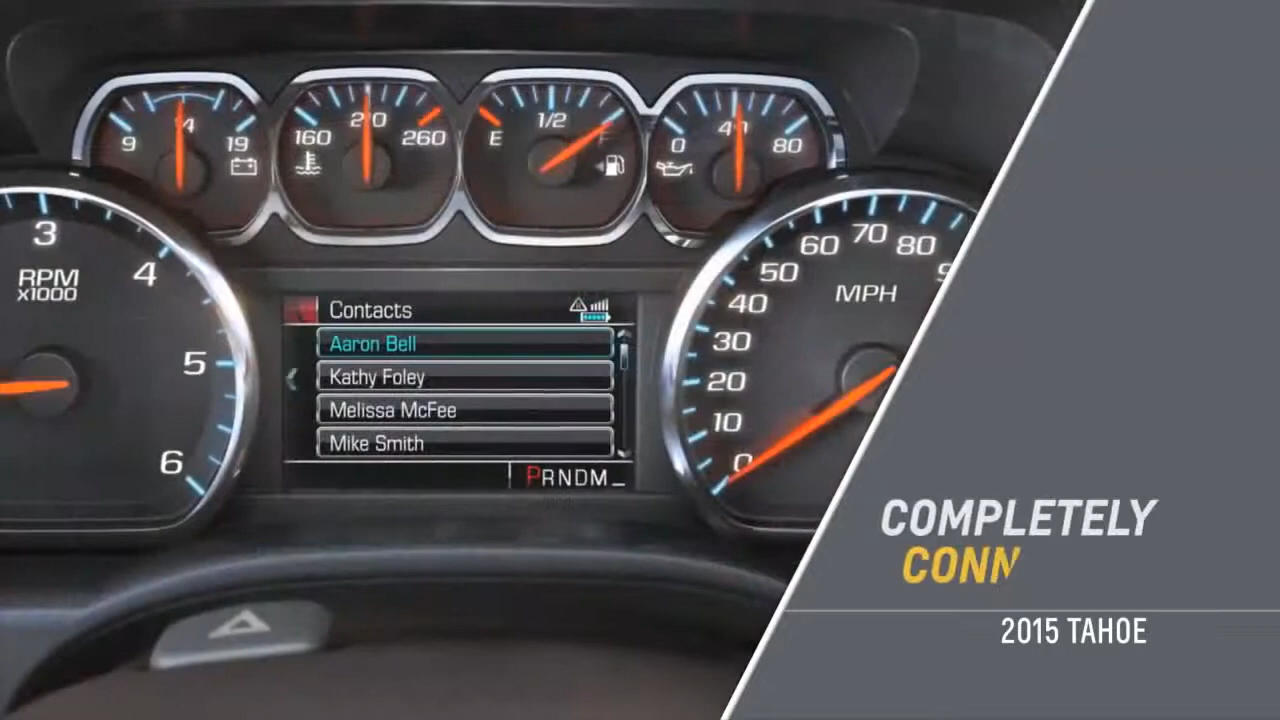 9 14 19
160 210 260
E 1/2 F
0 40 80
3
4
5
6
RPM
x1000
Contacts
Aaron Bell
Kathy Foley
Melissa McFee
Mike Smith
PRNDM_
0
10
20
30
40
50
60
70
80
9
MPH
COMPLETELY
CONN
2015 TAHOE